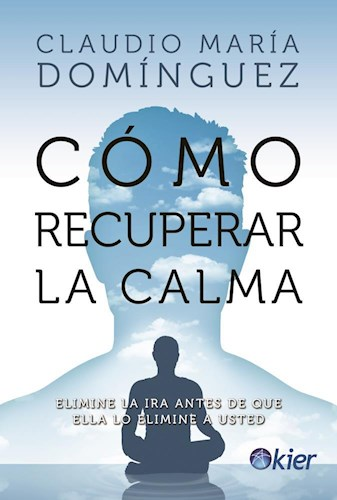 CLAUDIO MARÍA
DOMÍNGUEZ
CÓMO
RECUPERAR
LA CALMA
ELIMINE LA IRA ANTES DE QUE
ELLA LO ELIMINE A USTED
kier